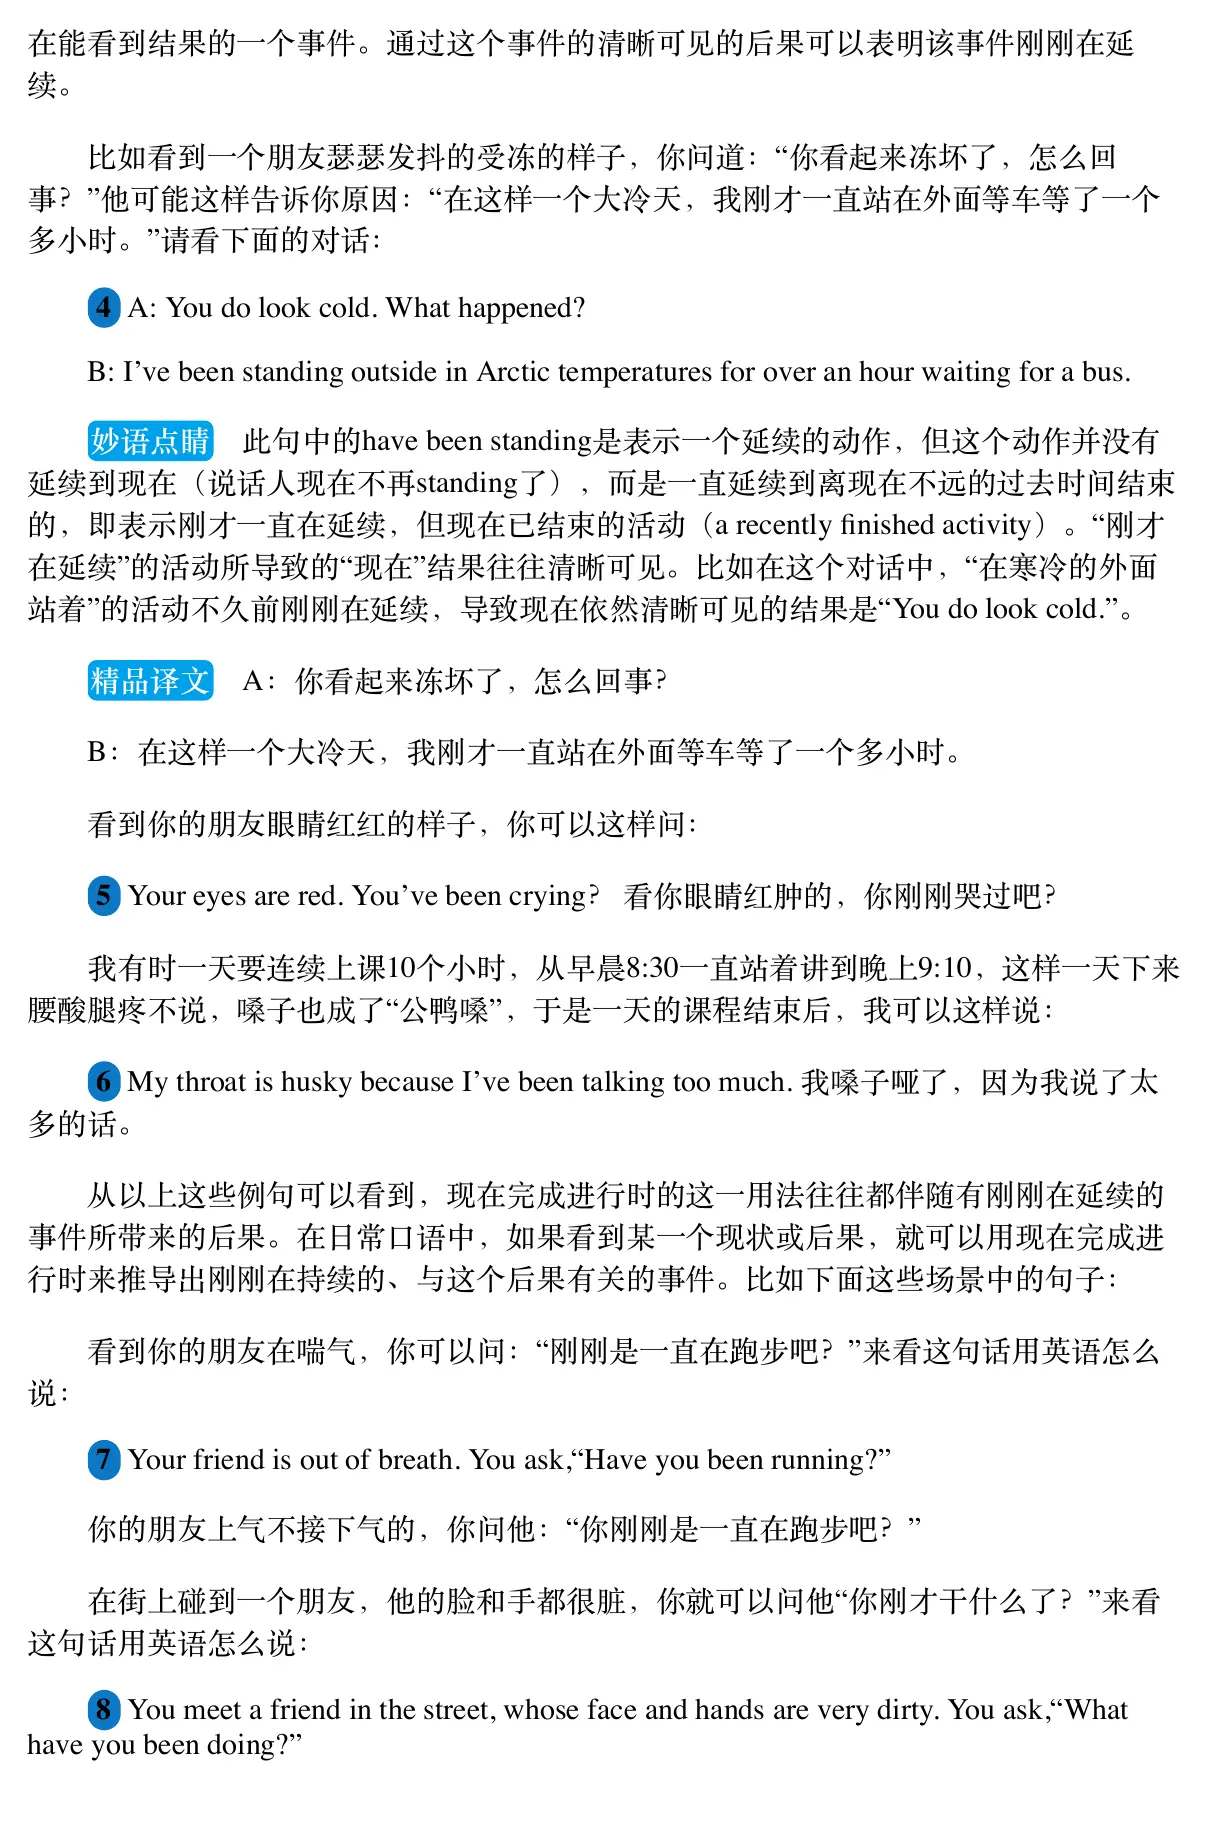 在能看到结果的一个事件。通过这个事件的清晰可见的后果可以表明该事件刚刚在延
续。
比如看到一个朋友瑟瑟发抖的受冻的样子，你问道：“你看起来冻坏了，怎么回
事？”他可能这样告诉你原因：“在这样一个大冷天，我刚才一直站在外面等车等了一个
多小时。”请看下面的对话：
4 A: You do look cold. What happened?
B: I’ve been standing outside in Arctic temperatures for over an hour waiting for a bus.
妙语点睛 此句中的have been standing是表示一个延续的动作，但这个动作并没有
延续到现在（说话人现在不再standing了），而是一直延续到离现在不远的过去时间结束
的，即表示刚才一直在延续，但现在已结束的活动（a recently finished activity）。“刚才
在延续”的活动所导致的“现在”结果往往清晰可见。比如在这个对话中，“在寒冷的外面
站着”的活动不久前刚刚在延续，导致现在依然清晰可见的结果是“You do look cold.”。
精品译文 A：你看起来冻坏了，怎么回事？
B：在这样一个大冷天，我刚才一直站在外面等车等了一个多小时。
看到你的朋友眼睛红红的样子，你可以这样问：
5 Your eyes are red. You’ve been crying？ 看你眼睛红肿的，你刚刚哭过吧？
我有时一天要连续上课10个小时，从早晨8:30一直站着讲到晚上9:10，这样一天下来
腰酸腿疼不说，嗓子也成了“公鸭嗓”，于是一天的课程结束后，我可以这样说：
6 My throat is husky because I’ve been talking too much. 我嗓子哑了，因为我说了太
多的话。
从以上这些例句可以看到，现在完成进行时的这一用法往往都伴随有刚刚在延续的
事件所带来的后果。在日常口语中，如果看到某一个现状或后果，就可以用现在完成进
行时来推导出刚刚在持续的、与这个后果有关的事件。比如下面这些场景中的句子：
看到你的朋友在喘气，你可以问：“刚刚是一直在跑步吧？”来看这句话用英语怎么
说：
7 Your friend is out of breath. You ask,“Have you been running?”
你的朋友上气不接下气的，你问他：“你刚刚是一直在跑步吧？”
在街上碰到一个朋友，他的脸和手都很脏，你就可以问他“你刚才干什么了？”来看
这句话用英语怎么说：
8 You meet a friend in the street, whose face and hands are very dirty. You ask,“What
have you been doing?”